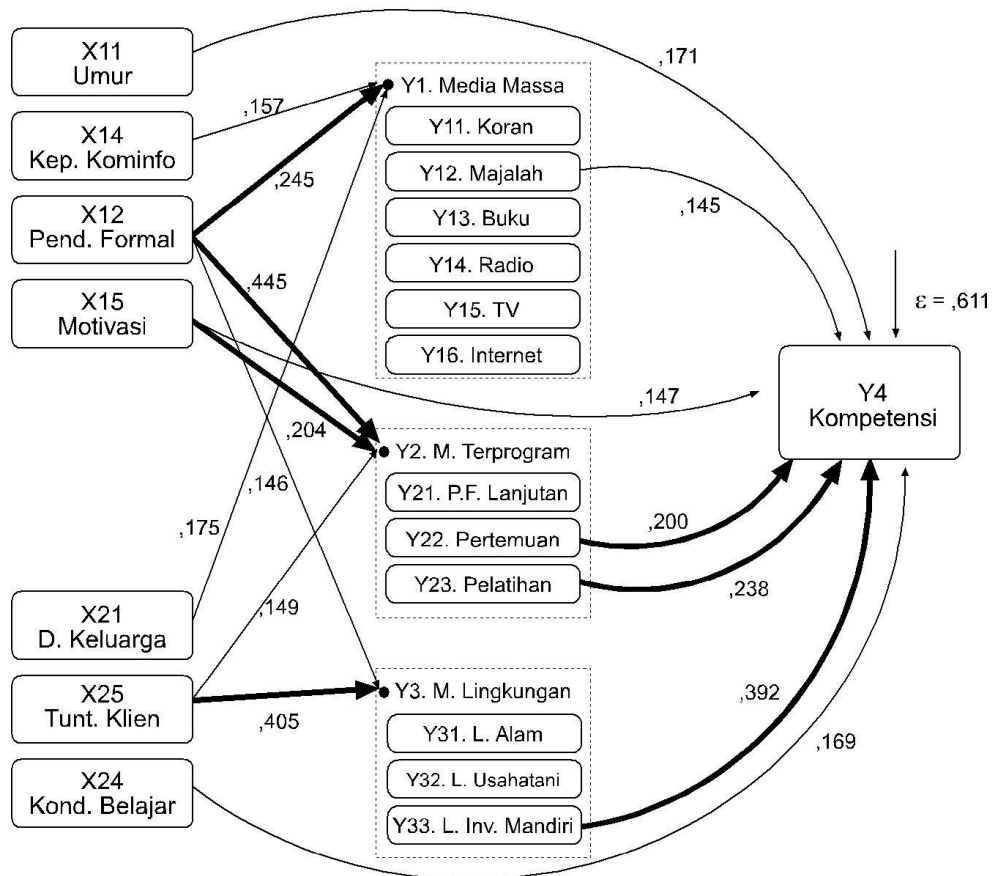 X11
Umur
X14
Kep. Kominfo
X12
Pend. Formal
X15
Motivasi
X21
D. Keluarga
X25
Tunt. Klien
X24
Kond. Belajar
Y1. Media Massa
Y11. Koran
Y12. Majalah
Y13. Buku
Y14. Radio
Y15. TV
Y16. Internet
Y2. M. Terprogram
Y21. P.F. Lanjutan
Y22. Pertemuan
Y23. Pelatihan
Y3. M. Lingkungan
Y31. L. Alam
Y32. L. Usahatani
Y33. L. Inv. Mandiri
Y4
Kompetensi
ε = ,611
,171
,157
,245
,145
,445
,147
,204
,146
,175
,200
,149
,238
,405
,392
,169